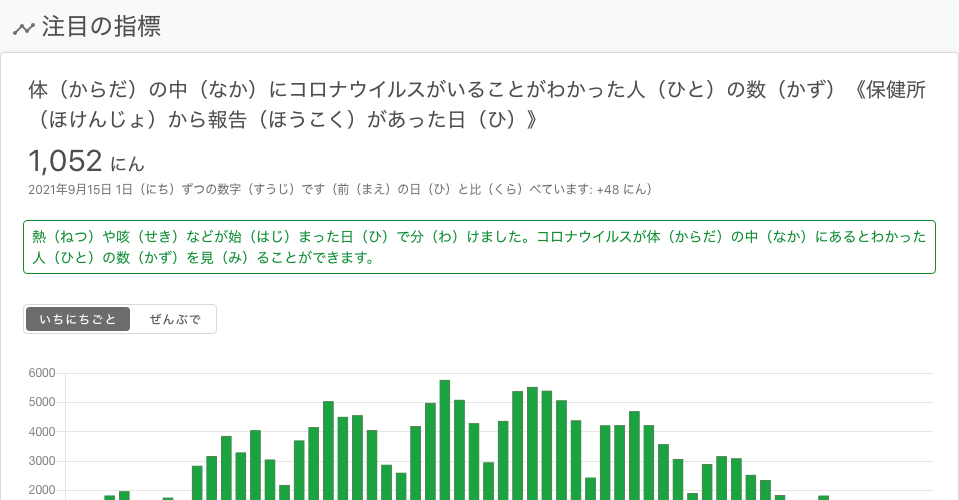 注目の指標
体（からだ）の中（なか）にコロナウイルスがいることがわかった人（ひと）の数（かず）《保健所
（ほけんじょ）から報告（ほうこく）があった日（ひ）》
1,052 にん
2021年9月15日 1日（にち）ずつの数字（すうじ）です（前（まえ）の日（ひ）と比（くら）べています: +48 にん）
熱（ねつ）や咳（せき）などが始（はじ）まった日（ひ）で分（わ）けました。コロナウイルスが体（からだ）の中（なか）にあるとわかった
人（ひと）の数（かず）を見（み）ることができます。
いちにちごと ぜんぶで
6000
5000
4000
3000
2000